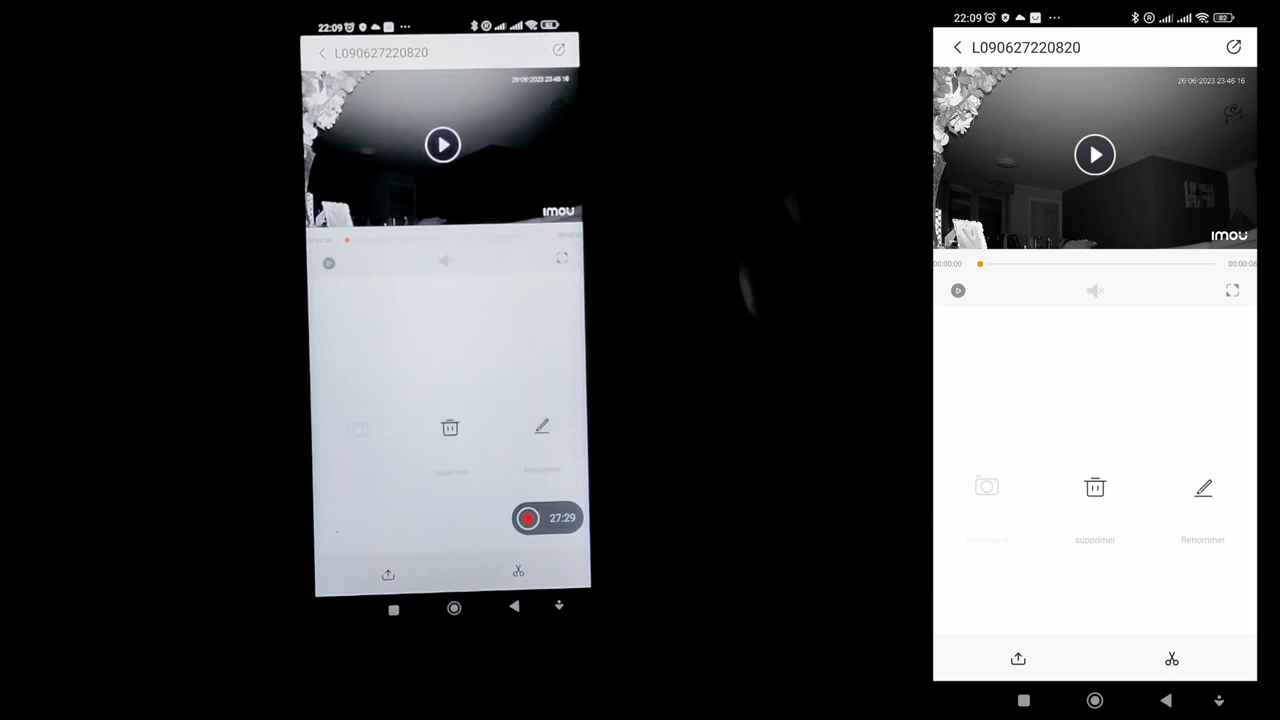 22:09
L090627220820
26-06-2023 23:46:16
imou
27:29
22:09
82
L090627220820
26-06-2023 23:46:16
imou
00:00:00
00:00:08
Instantané
supprimer
Renommer